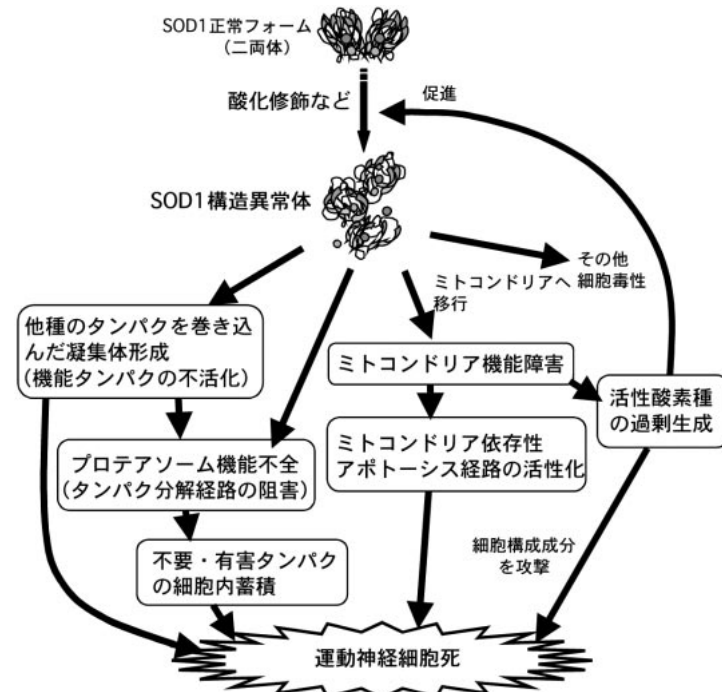 SOD1正常フォーム
(二両体)
酸化修飾など
促進
SOD1構造異常体
その他
細胞毒性
ミトコンドリアへ
移行
他種のタンパクを巻き込
んだ凝集体形成
(機能タンパクの不活化)
ミトコンドリア機能障害
活性酸素種
の過剰生成
プロテアソーム機能不全
(タンパク分解経路の阻害)
ミトコンドリア依存性
アポトーシス経路の活性化
不要・有害タンパク
の細胞内蓄積
細胞構成成分
を攻撃
運動神経細胞死